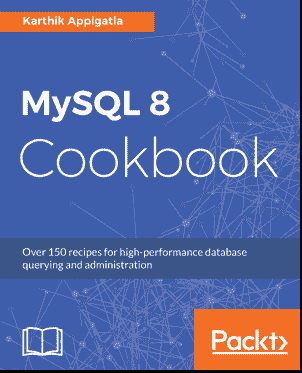 Karthik Appigatla
MySQL 8
Cookbook
Over 150 recipes for high-performance database
querying and administration
Packt>